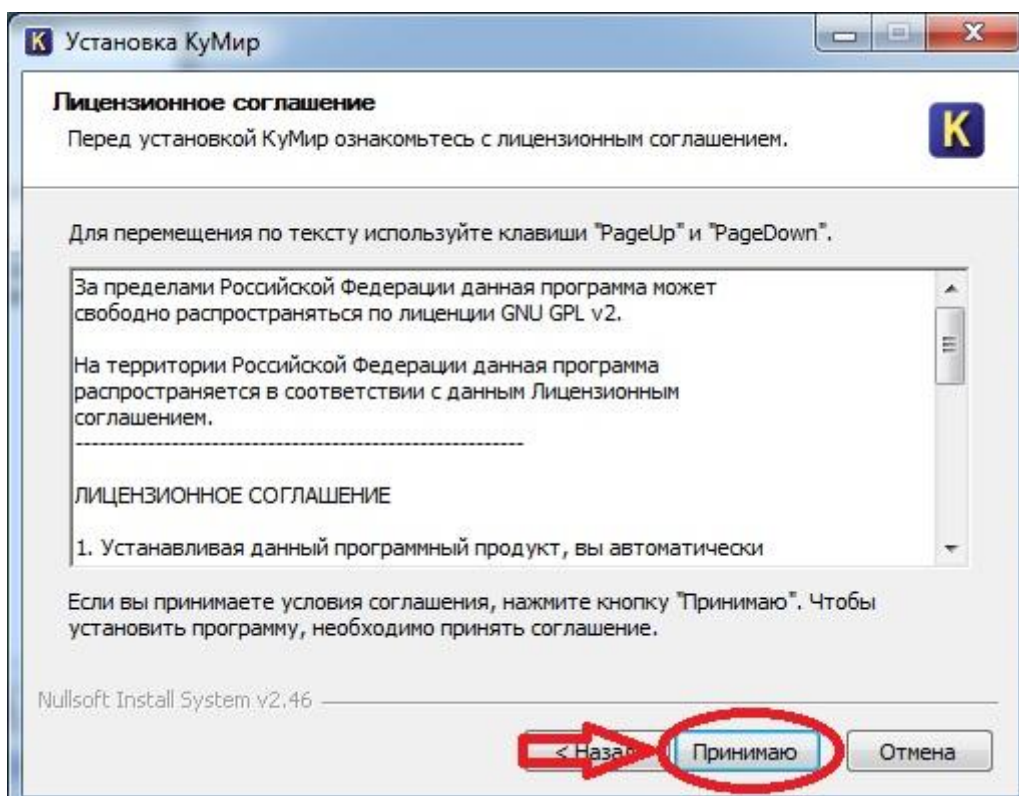 K Установка КуМир
Лицензионное соглашение
Перед установкой КуМир ознакомьтесь с лицензионным соглашением.
K
Для перемещения по тексту используйте клавиши "PageUp" и "PageDown".
За пределами Российской Федерации данная программа может
свободно распространяться по лиценции GNU GPL v2.
На территории Российской Федерации данная программа
распространяется в соответствии с данным Лицензионным
соглашением.
--------------------------------------------------------
ЛИЦЕНЗИОННОЕ СОГЛАШЕНИЕ
1. Устанавливая данный программный продукт, вы автоматически
Если вы принимаете условия соглашения, нажмите кнопку "Принимаю". Чтобы
установить программу, необходимо принять соглашение.
Nullsoft Install System v2.46
< Назад Принимаю Отмена